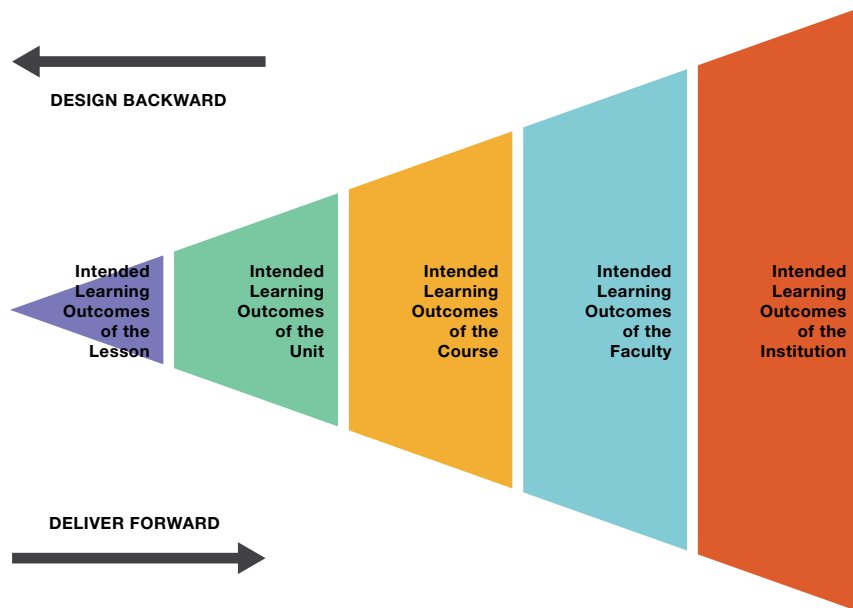 DESIGN BACKWARD
Intended
Learning
Outcomes
of the
Lesson
Intended
Learning
Outcomes
of the
Unit
Intended
Learning
Outcomes
of the
Course
Intended
Learning
Outcomes
of the
Faculty
Intended
Learning
Outcomes
of the
Institution
DELIVER FORWARD